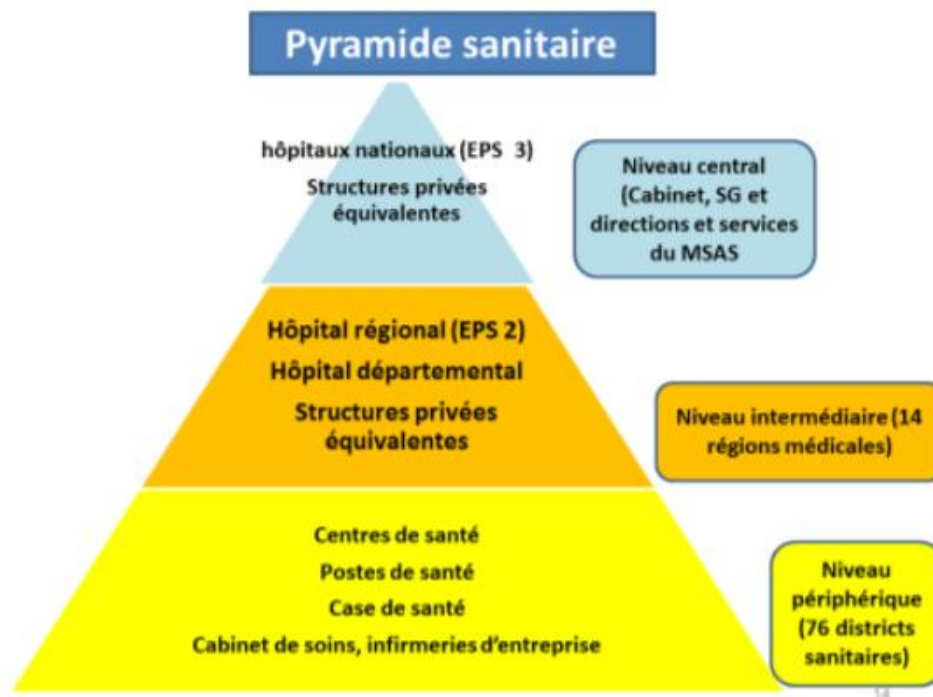 Pyramide sanitaire
hôpitaux nationaux (EPS 3)
Structures privées
équivalentes
Niveau central
(Cabinet, SG et
directions et services
du MSAS
Hôpital régional (EPS 2)
Hôpital départemental
Structures privées
équivalentes
Niveau intermédiaire (14
régions médicales)
Centres de santé
Postes de santé
Case de santé
Cabinet de soins, infirmeries d'entreprise
Niveau
périphérique
(76 districts
sanitaires)